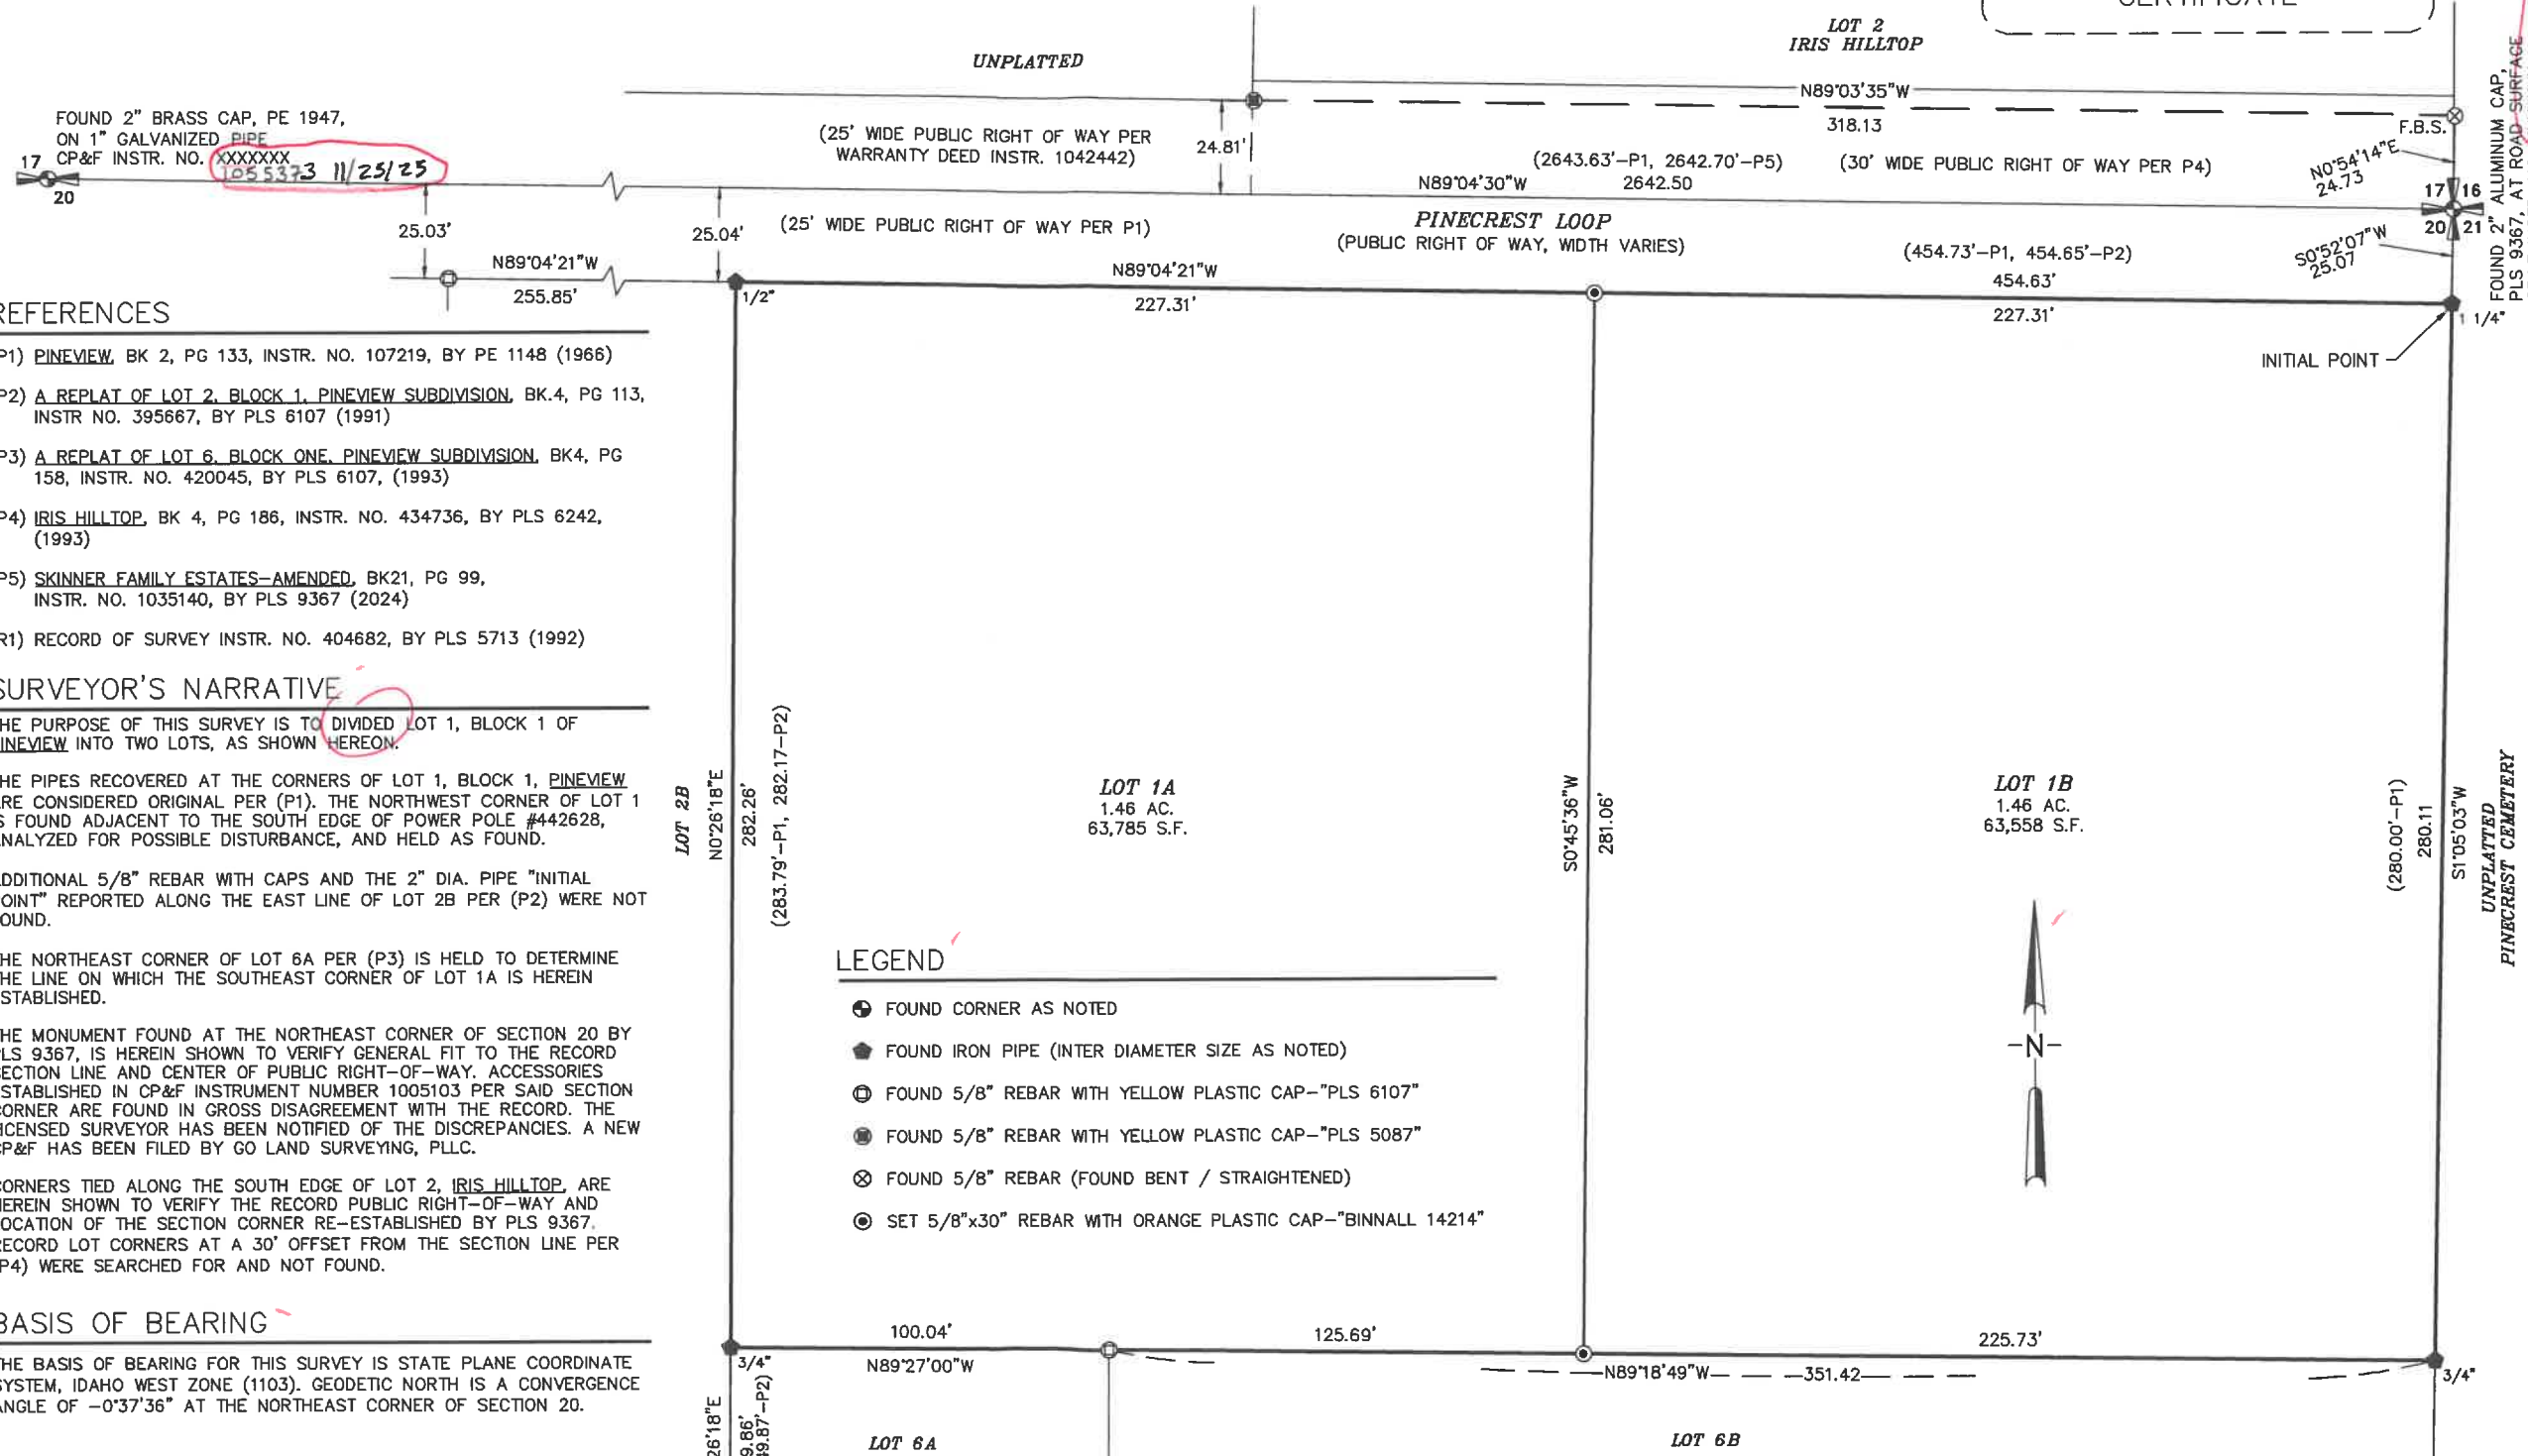 CERTIFICATE
LOT 2
IRIS HILLTOP
UNPLATTED
N89°03'35"W
318.13
F.B.S.
FOUND 2" BRASS CAP, PE 1947,
ON 1" GALVANIZED PIPE
CP&F INSTR. NO. XXXXXXX
1055373 11/25/25
17
20
(25' WIDE PUBLIC RIGHT OF WAY PER
WARRANTY DEED INSTR. 1042442)
24.81'
(2643.63'-P1, 2642.70'-P5)
(30' WIDE PUBLIC RIGHT OF WAY PER P4)
N89°04'30"W
2642.50
N0°54'14"E
24.73
17 16
20 21
FOUND 2" ALUMINUM CAP,
PLS 9367, AT ROAD SURFACE
25.03'
25.04'
(25' WIDE PUBLIC RIGHT OF WAY PER P1)
PINECREST LOOP
(PUBLIC RIGHT OF WAY, WIDTH VARIES)
(454.73'-P1, 454.65'-P2)
454.63'
S0°52'07"W
25.07
N89°04'21"W
255.85'
1/2"
N89°04'21"W
227.31'
227.31'
1 1/4"
INITIAL POINT
REFERENCES
P1) PINEVIEW, BK 2, PG 133, INSTR. NO. 107219, BY PE 1148 (1966)
P2) A REPLAT OF LOT 2, BLOCK 1, PINEVIEW SUBDIVISION, BK.4, PG 113,
INSTR NO. 395667, BY PLS 6107 (1991)
P3) A REPLAT OF LOT 6, BLOCK ONE, PINEVIEW SUBDIVISION, BK4, PG
158, INSTR. NO. 420045, BY PLS 6107, (1993)
P4) IRIS HILLTOP, BK 4, PG 186, INSTR. NO. 434736, BY PLS 6242,
(1993)
P5) SKINNER FAMILY ESTATES-AMENDED, BK21, PG 99,
INSTR. NO. 1035140, BY PLS 9367 (2024)
R1) RECORD OF SURVEY INSTR. NO. 404682, BY PLS 5713 (1992)
SURVEYOR'S NARRATIVE
HE PURPOSE OF THIS SURVEY IS TO DIVIDED LOT 1, BLOCK 1 OF
INEVIEW INTO TWO LOTS, AS SHOWN HEREON.
HE PIPES RECOVERED AT THE CORNERS OF LOT 1, BLOCK 1, PINEVIEW
RE CONSIDERED ORIGINAL PER (P1). THE NORTHWEST CORNER OF LOT 1
S FOUND ADJACENT TO THE SOUTH EDGE OF POWER POLE #442628,
NALYZED FOR POSSIBLE DISTURBANCE, AND HELD AS FOUND.
DDITIONAL 5/8" REBAR WITH CAPS AND THE 2" DIA. PIPE "INITIAL
OINT" REPORTED ALONG THE EAST LINE OF LOT 2B PER (P2) WERE NOT
OUND.
HE NORTHEAST CORNER OF LOT 6A PER (P3) IS HELD TO DETERMINE
HE LINE ON WHICH THE SOUTHEAST CORNER OF LOT 1A IS HEREIN
STABLISHED.
HE MONUMENT FOUND AT THE NORTHEAST CORNER OF SECTION 20 BY
LS 9367, IS HEREIN SHOWN TO VERIFY GENERAL FIT TO THE RECORD
ECTION LINE AND CENTER OF PUBLIC RIGHT-OF-WAY. ACCESSORIES
STABLISHED IN CP&F INSTRUMENT NUMBER 1005103 PER SAID SECTION
ORNER ARE FOUND IN GROSS DISAGREEMENT WITH THE RECORD. THE
ICENSED SURVEYOR HAS BEEN NOTIFIED OF THE DISCREPANCIES. A NEW
P&F HAS BEEN FILED BY GO LAND SURVEYING, PLLC.
ORNERS TIED ALONG THE SOUTH EDGE OF LOT 2, IRIS HILLTOP, ARE
EREIN SHOWN TO VERIFY THE RECORD PUBLIC RIGHT-OF-WAY AND
OCATION OF THE SECTION CORNER RE-ESTABLISHED BY PLS 9367.
ECORD LOT CORNERS AT A 30' OFFSET FROM THE SECTION LINE PER
P4) WERE SEARCHED FOR AND NOT FOUND.
BASIS OF BEARING
HE BASIS OF BEARING FOR THIS SURVEY IS STATE PLANE COORDINATE
SYSTEM, IDAHO WEST ZONE (1103). GEODETIC NORTH IS A CONVERGENCE
NGLE OF -0°37'36" AT THE NORTHEAST CORNER OF SECTION 20.
LOT 2B
N0°26'18"E
282.26'
(283.79'-P1, 282.17-P2)
LOT 1A
1.46 AC.
63,785 S.F.
S0°45'36"W
281.06'
LOT 1B
1.46 AC.
63,558 S.F.
(280.00'-P1)
280.11
S1°05'03"W
UNPLATTED
PINECREST CEMETERY
LEGEND
FOUND CORNER AS NOTED
FOUND IRON PIPE (INTER DIAMETER SIZE AS NOTED)
FOUND 5/8" REBAR WITH YELLOW PLASTIC CAP-"PLS 6107"
FOUND 5/8" REBAR WITH YELLOW PLASTIC CAP-"PLS 5087"
FOUND 5/8" REBAR (FOUND BENT / STRAIGHTENED)
SET 5/8"x30" REBAR WITH ORANGE PLASTIC CAP-"BINNALL 14214"
-N-
100.04'
125.69'
225.73'
3/4"
N89°27'00"W
N89°18'49"W
351.42
3/4"
26'18"E
9.86'
49.87'-P2)
LOT 6A
LOT 6B